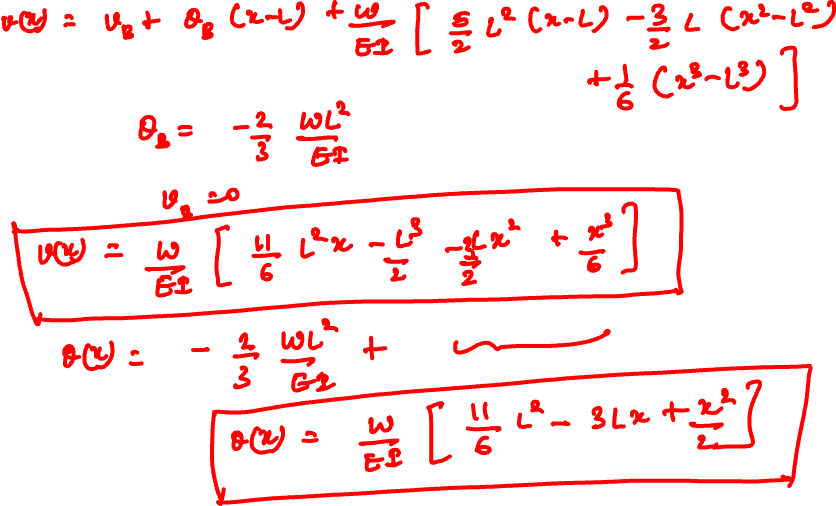 v(x) = v_B + θ_B (x-L) + W/EI [ 5/2 L² (x-L) - 3/2 L (x²-L²)
+ 1/6 (x³-L³) ]
θ_B = -2/3 WL²/EI
v_B = 0
v(x) = W/EI [ 11/6 L²x - L³/2 - 3L/2 x² + x³/6 ]
θ(x) = - 2/3 WL²/EI +
θ(x) = W/EI [ 11/6 L² - 3Lx + x²/2 ]